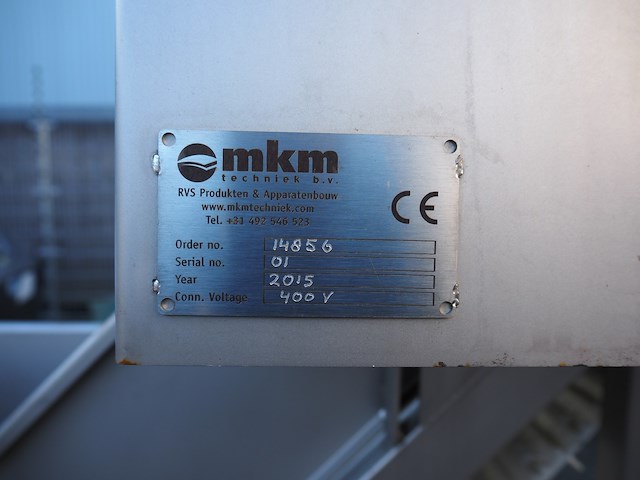 mkm
techniek b.v.
RVS Produkten & Apparatenbouw
www.mkmtechniek.com
Tel. +31 492 546 523
CE
Order no. 14856
Serial no. 01
Year 2015
Conn. Voltage 400 V